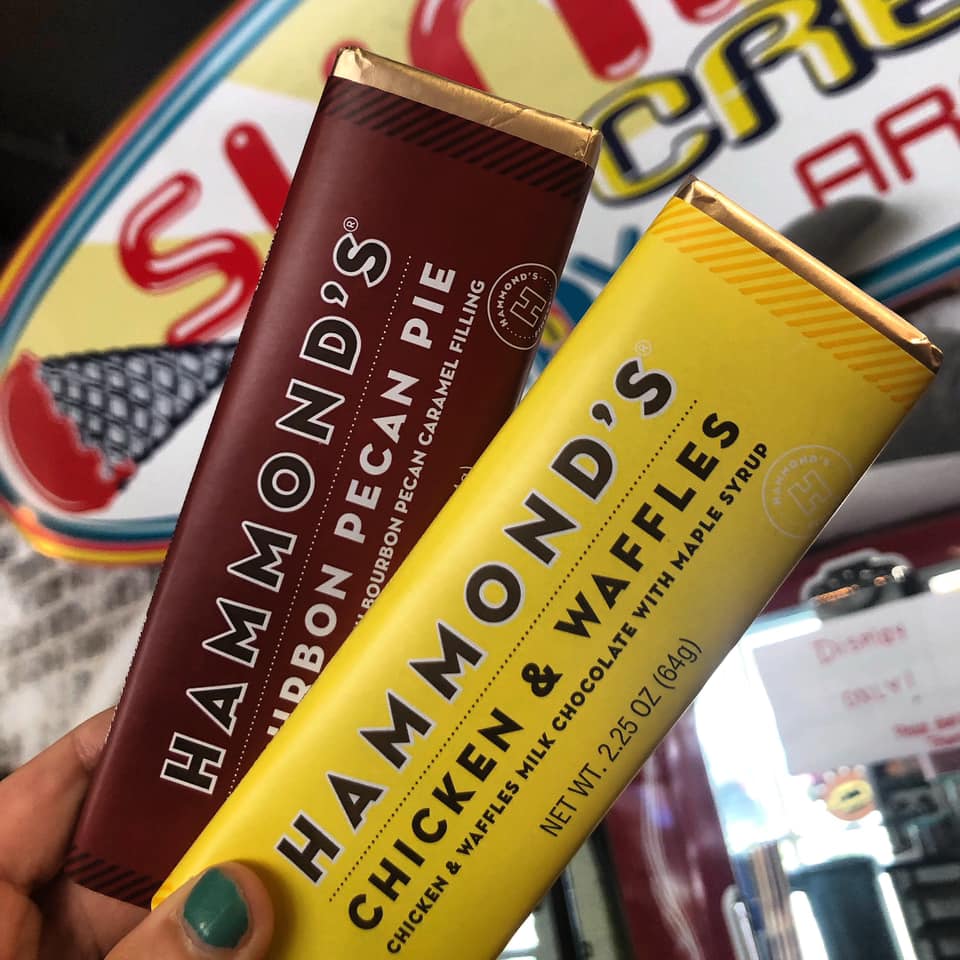 HAMMOND'S®
URBON PECAN PIE
BOURBON PECAN CARAMEL FILLING
HAMMOND'S
H
HAMMOND'S®
CHICKEN & WAFFLES
CHICKEN & WAFFLES MILK CHOCOLATE WITH MAPLE SYRUP
NET WT. 2.25 OZ (64g)
HAMMOND'S
H
CRE
AR
ONLY!